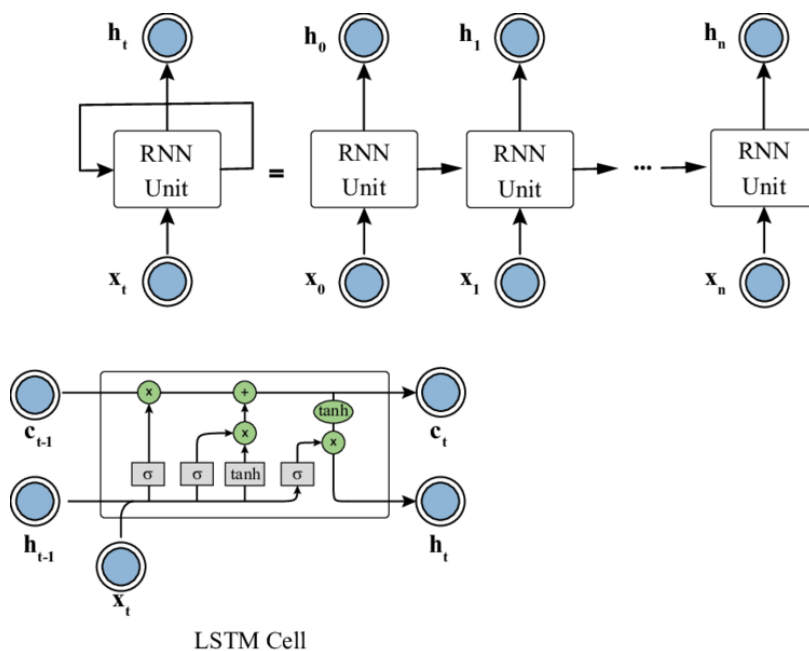 h_t h_0 h_1 h_n
RNN Unit = RNN Unit RNN Unit ... RNN Unit
x_t x_0 x_1 x_n
x + tanh
c_t-1 x x c_t
σ σ tanh σ
h_t-1 h_t
x_t
LSTM Cell